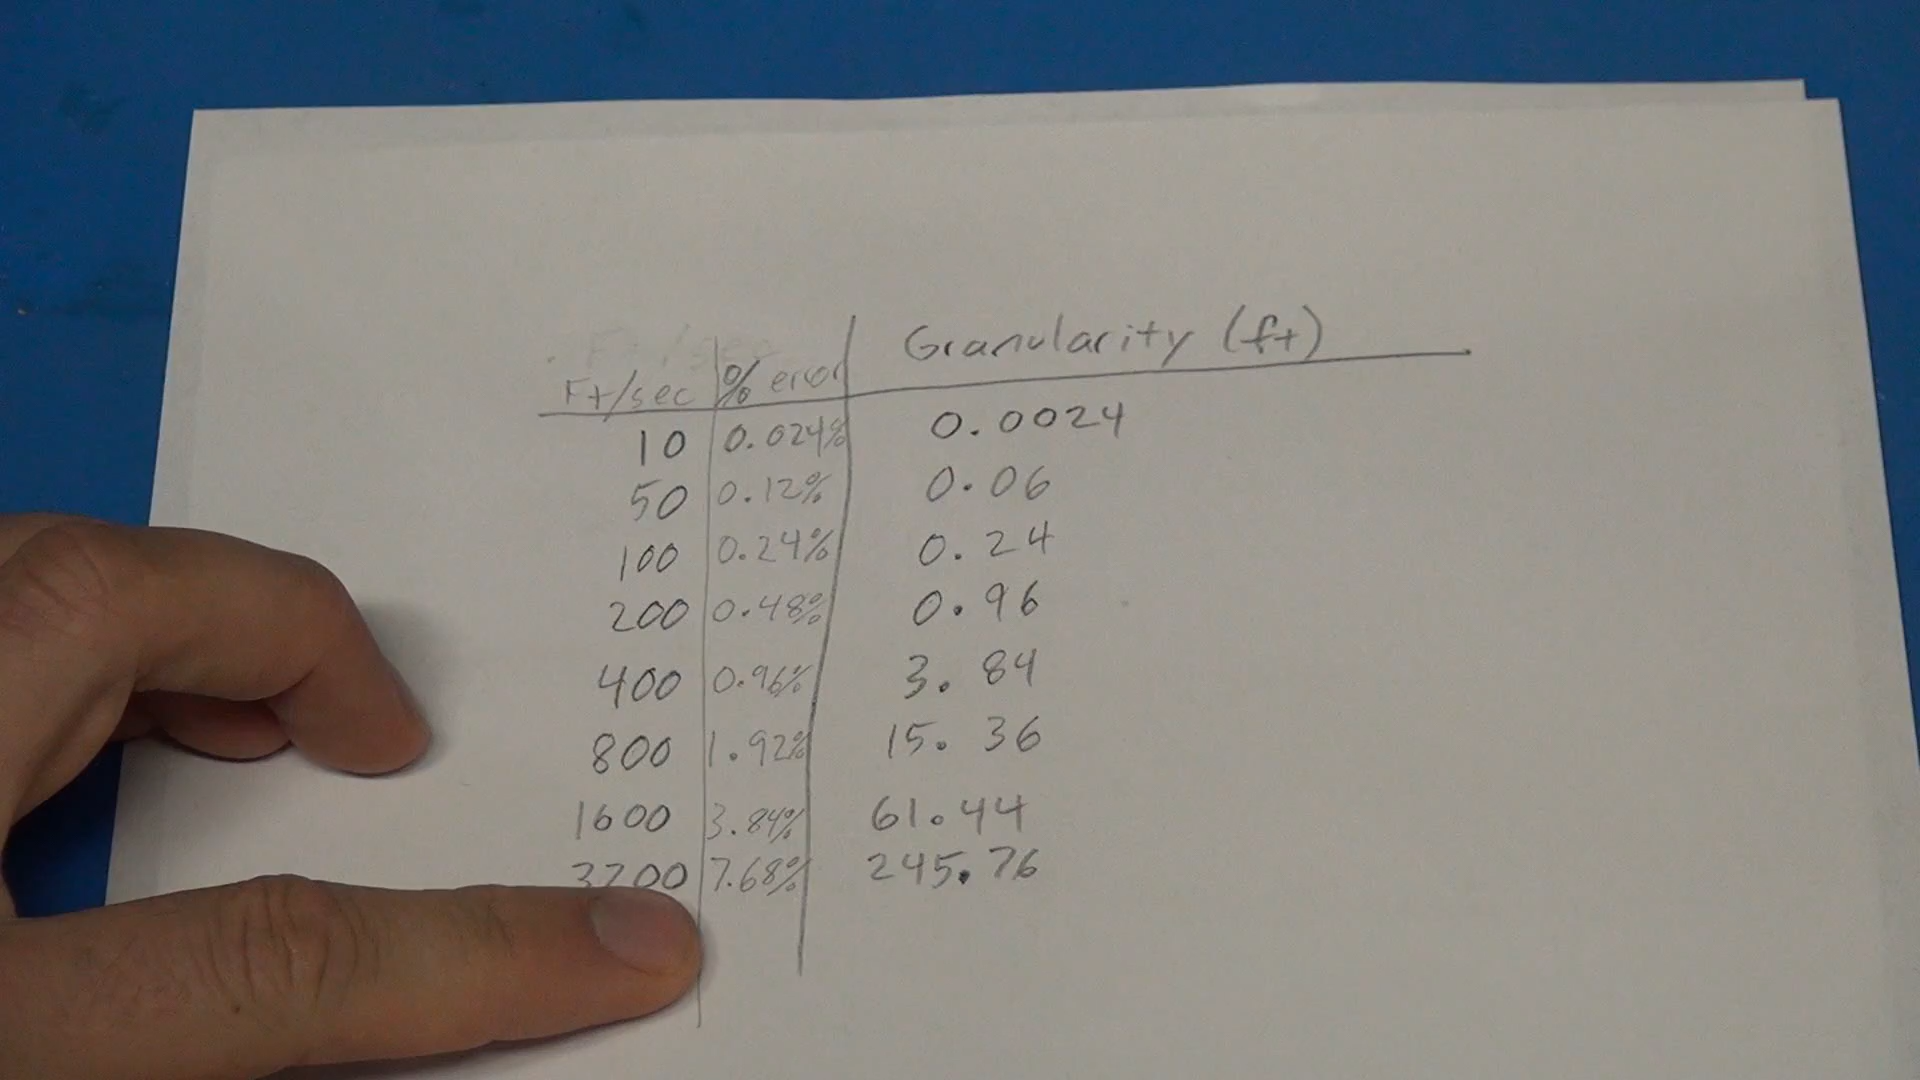 Ft/sec % error Granularity (ft)
10 0.024% 0.0024
50 0.12% 0.06
100 0.24% 0.24
200 0.48% 0.96
400 0.96% 3.84
800 1.92% 15.36
1600 3.84% 61.44
3200 7.68% 245.76